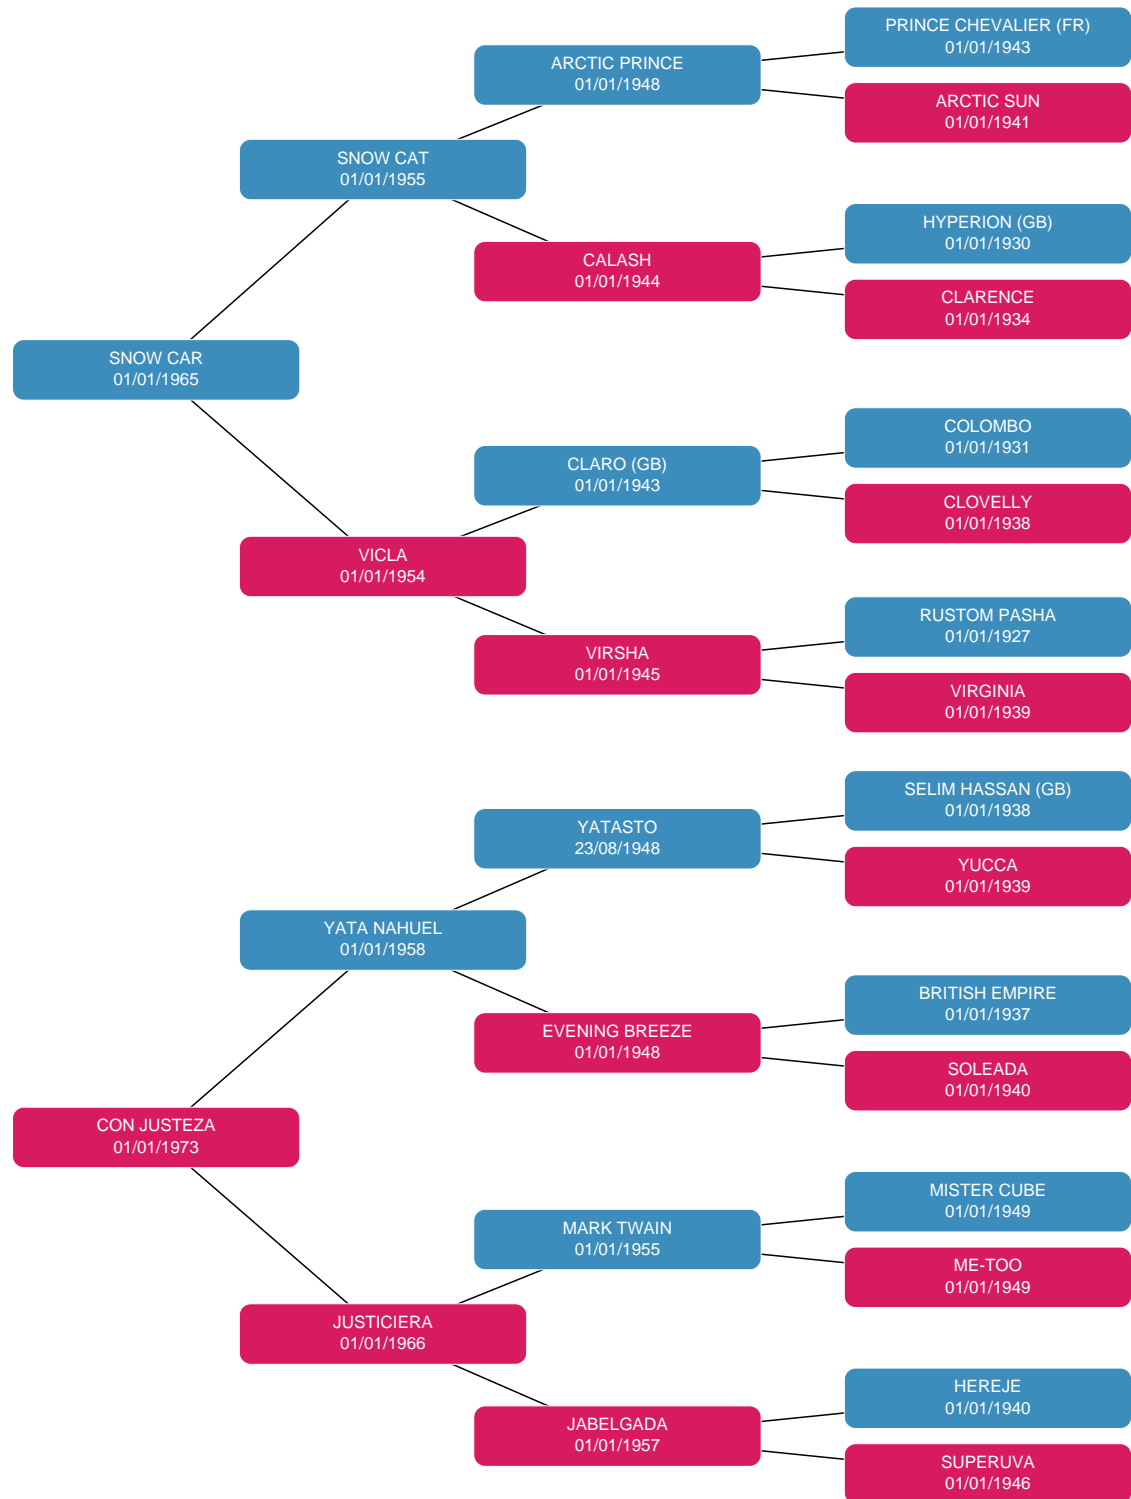 PRINCE CHEVALIER (FR)
01/01/1943
ARCTIC PRINCE
01/01/1948
ARCTIC SUN
01/01/1941
SNOW CAT
01/01/1955
HYPERION (GB)
01/01/1930
CALASH
01/01/1944
CLARENCE
01/01/1934
SNOW CAR
01/01/1965
COLOMBO
01/01/1931
CLARO (GB)
01/01/1943
CLOVELLY
01/01/1938
VICLA
01/01/1954
RUSTOM PASHA
01/01/1927
VIRSHA
01/01/1945
VIRGINIA
01/01/1939
SELIM HASSAN (GB)
01/01/1938
YATASTO
23/08/1948
YUCCA
01/01/1939
YATA NAHUEL
01/01/1958
BRITISH EMPIRE
01/01/1937
EVENING BREEZE
01/01/1948
SOLEADA
01/01/1940
CON JUSTEZA
01/01/1973
MISTER CUBE
01/01/1949
MARK TWAIN
01/01/1955
ME-TOO
01/01/1949
JUSTICIERA
01/01/1966
HEREJE
01/01/1940
JABELGADA
01/01/1957
SUPERUVA
01/01/1946